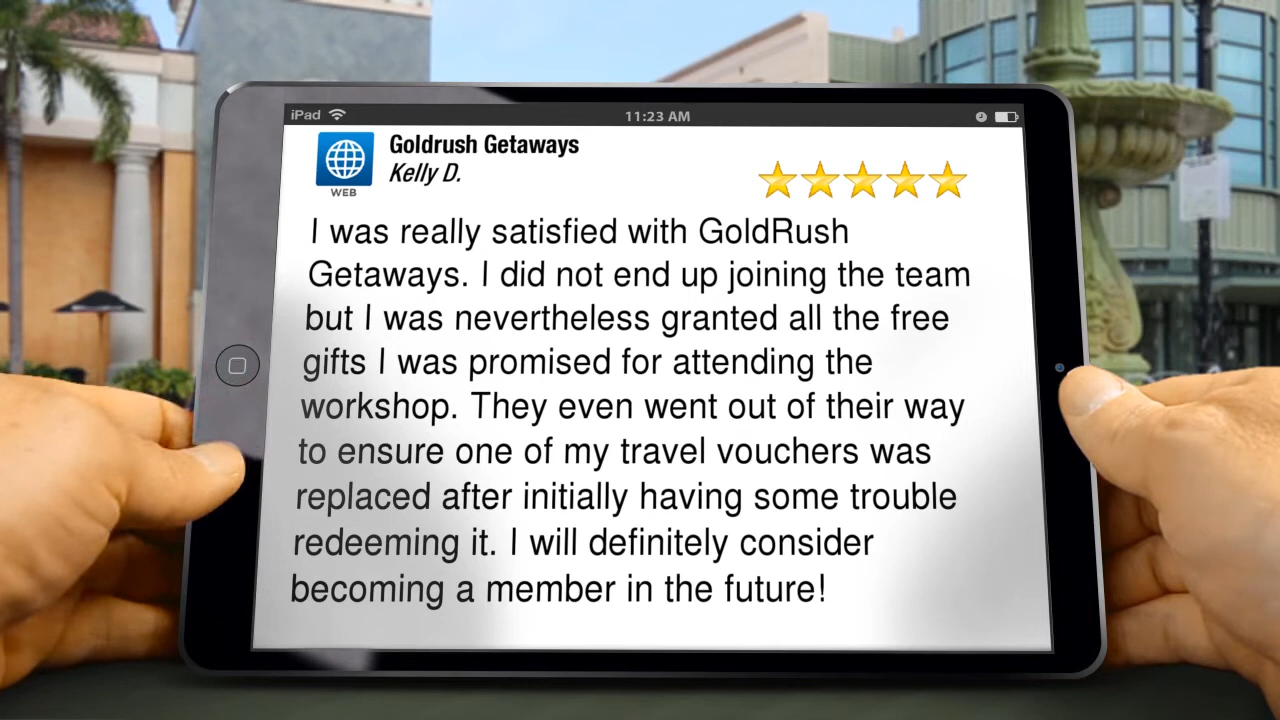 iPad
11:23 AM
Goldrush Getaways
Kelly D.
WEB
I was really satisfied with GoldRush
Getaways. I did not end up joining the team
but I was nevertheless granted all the free
gifts I was promised for attending the
workshop. They even went out of their way
to ensure one of my travel vouchers was
replaced after initially having some trouble
redeeming it. I will definitely consider
becoming a member in the future!